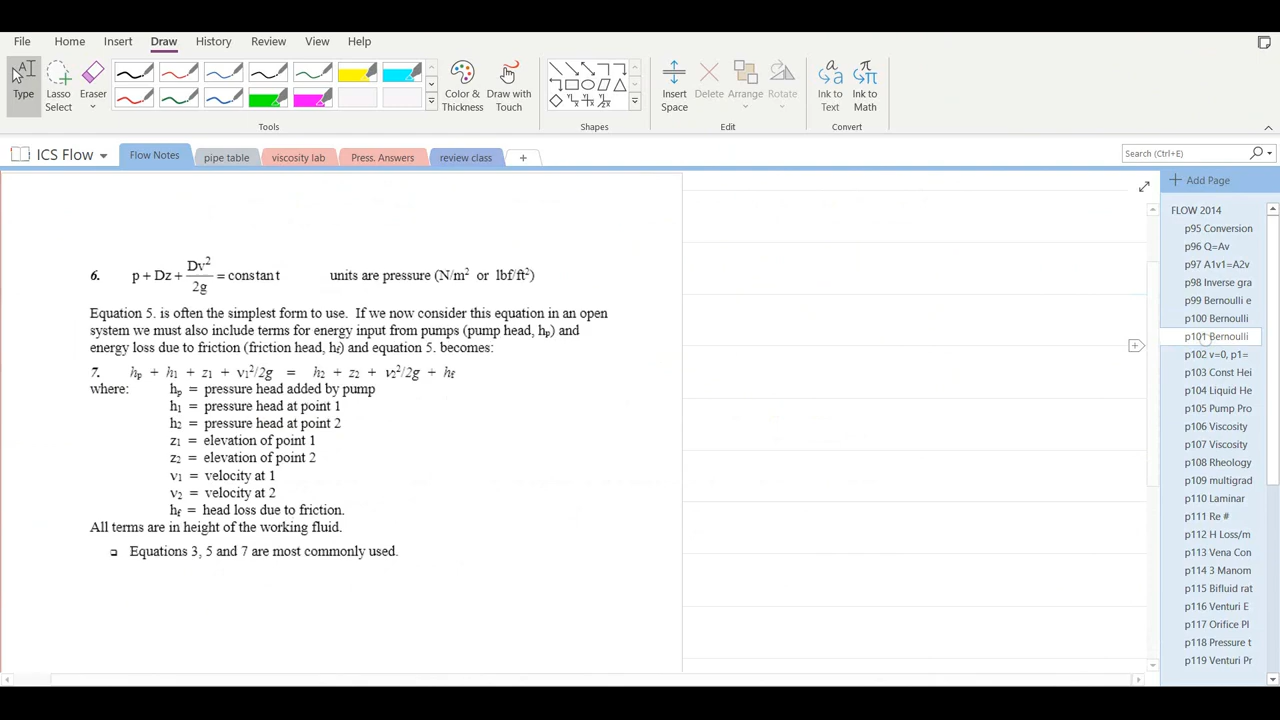 File Home Insert Draw History Review View Help
Type
Lasso Select
Eraser
Color & Thickness
Draw with Touch
Insert Space
Delete
Arrange
Rotate
Ink to Text
Ink to Math
Tools
Shapes
Edit
Convert
ICS Flow
Flow Notes
pipe table
viscosity lab
Press. Answers
review class
Search (Ctrl+E)
6. p + Dz + Dv²/2g = constant units are pressure (N/m² or lbf/ft²)
Equation 5. is often the simplest form to use. If we now consider this equation in an open
system we must also include terms for energy input from pumps (pump head, hp) and
energy loss due to friction (friction head, hf) and equation 5. becomes:
7. hp + h1 + z1 + v1²/2g = h2 + z2 + v2²/2g + hf
where: hp = pressure head added by pump
h1 = pressure head at point 1
h2 = pressure head at point 2
z1 = elevation of point 1
z2 = elevation of point 2
v1 = velocity at 1
v2 = velocity at 2
hf = head loss due to friction.
All terms are in height of the working fluid.
❑ Equations 3, 5 and 7 are most commonly used.
Add Page
FLOW 2014
p95 Conversion
p96 Q=Av
p97 A1v1=A2v
p98 Inverse gra
p99 Bernoulli e
p100 Bernoulli
p101 Bernoulli
p102 v=0, p1=
p103 Const Hei
p104 Liquid He
p105 Pump Pro
p106 Viscosity
p107 Viscosity
p108 Rheology
p109 multigrad
p110 Laminar
p111 Re #
p112 H Loss/m
p113 Vena Con
p114 3 Manom
p115 Bifluid rat
p116 Venturi E
p117 Orifice Pl
p118 Pressure t
p119 Venturi Pr